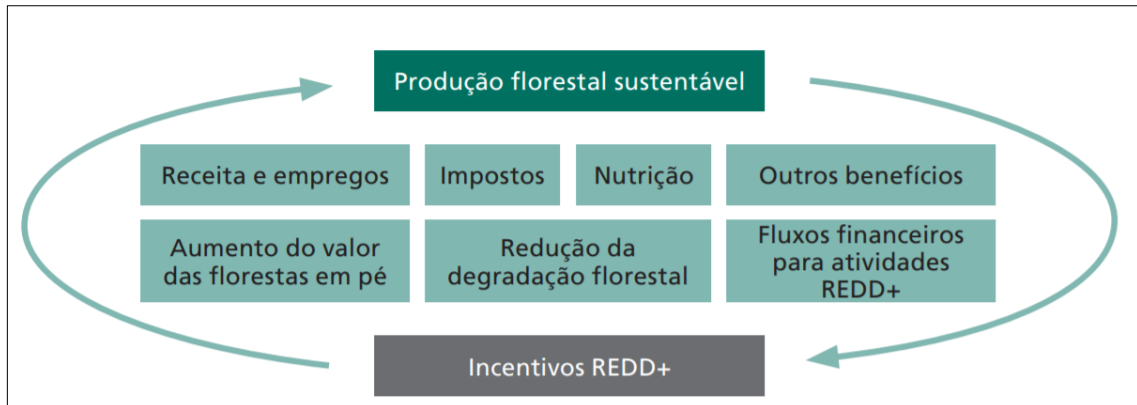 Produção florestal sustentável
Receita e empregos
Impostos
Nutrição
Outros benefícios
Aumento do valor
das florestas em pé
Redução da
degradação florestal
Fluxos financeiros
para atividades
REDD+
Incentivos REDD+